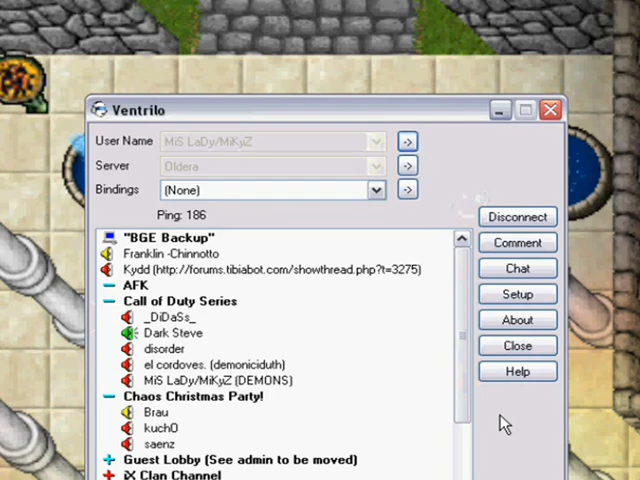 Ventrilo
User Name MiS LaDy/MiKyZ ->
Server Oldera ->
Bindings (None) ->
Ping: 186
Disconnect
Comment
Chat
Setup
About
Close
Help
"BGE Backup"
Franklin -Chinnotto
Kydd (http://forums.tibiabot.com/showthread.php?t=3275)
AFK
Call of Duty Series
_DiDaSs_
Dark Steve
disorder
el cordoves. (demoniciduth)
MiS LaDy/MiKyZ (DEMONS)
Chaos Christmas Party!
Brau
kuch0
saenz
Guest Lobby (See admin to be moved)
iX Clan Channel